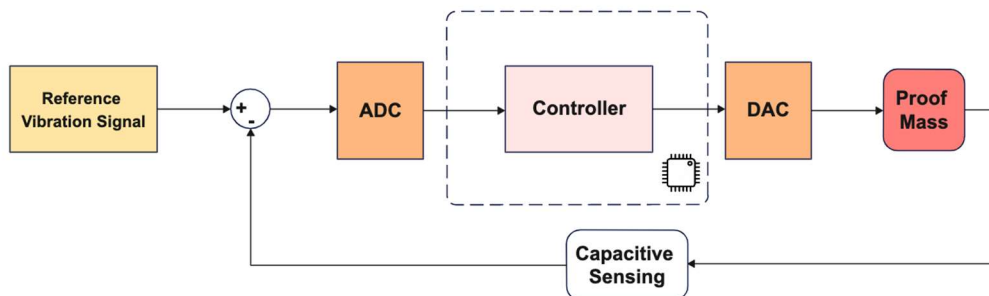 Reference
Vibration Signal
+
-
ADC
Controller
DAC
Proof
Mass
Capacitive
Sensing